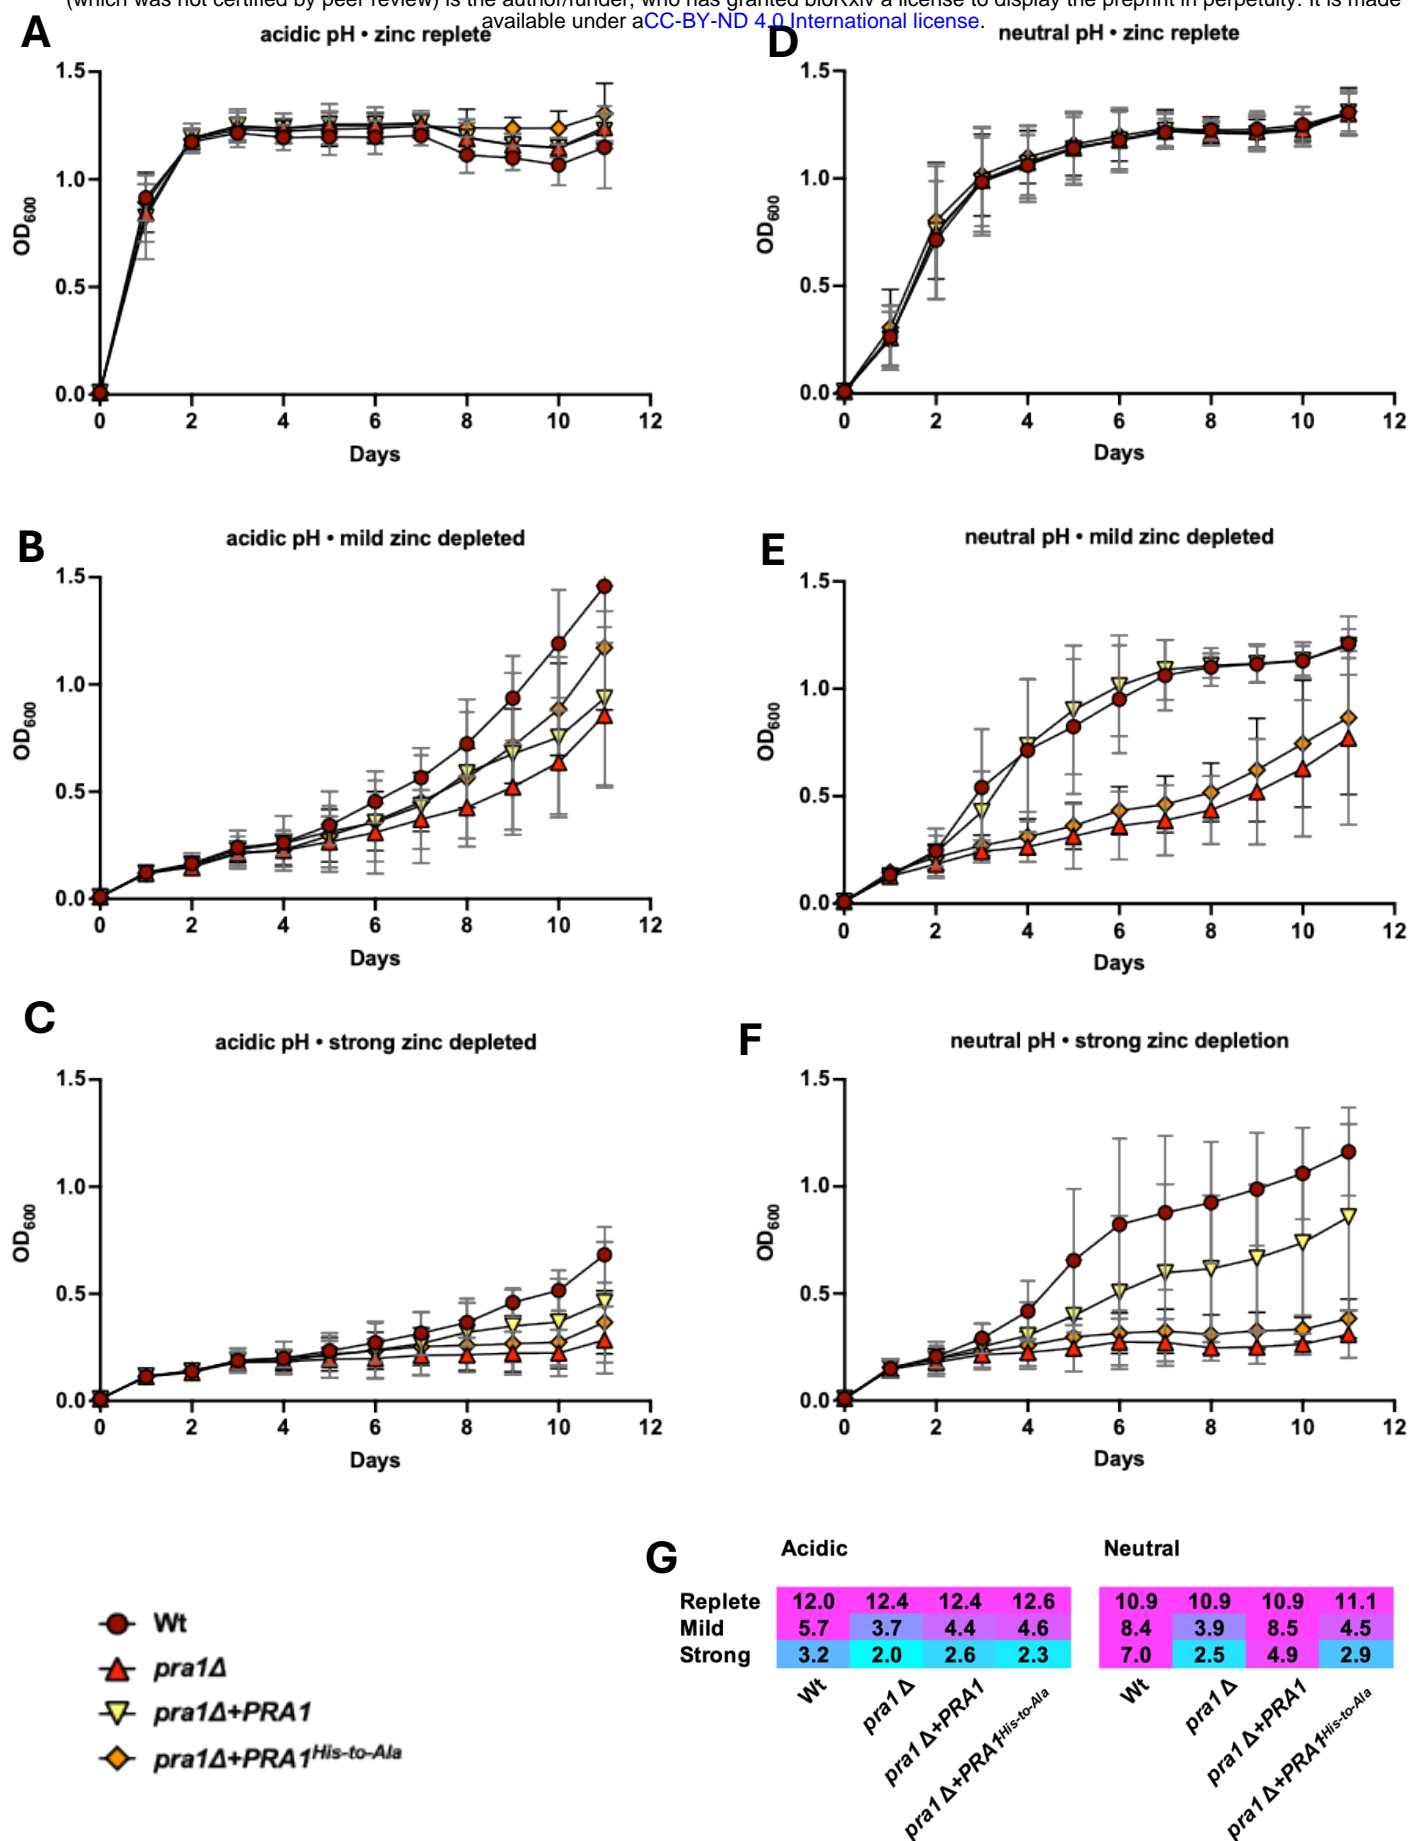 (which was not certified by peer review) is the author/funder, who has granted bioRxiv a license to display the preprint in perpetuity. It is made
available under aCC-BY-ND 4.0 International license.
A
acidic pH • zinc replete
1.5
1.0
0.5
0.0
OD600
0 2 4 6 8 10 12
Days
D
neutral pH • zinc replete
1.5
1.0
0.5
0.0
OD600
0 2 4 6 8 10 12
Days
B
acidic pH • mild zinc depleted
1.5
1.0
0.5
0.0
OD600
0 2 4 6 8 10 12
Days
E
neutral pH • mild zinc depleted
1.5
1.0
0.5
0.0
OD600
0 2 4 6 8 10 12
Days
C
acidic pH • strong zinc depleted
1.5
1.0
0.5
0.0
OD600
0 2 4 6 8 10 12
Days
F
neutral pH • strong zinc depletion
1.5
1.0
0.5
0.0
OD600
0 2 4 6 8 10 12
Days
Wt
pra1Δ
pra1Δ+PRA1
pra1Δ+PRA1His-to-Ala
G
Acidic Neutral
Replete 12.0 12.4 12.4 12.6 10.9 10.9 10.9 11.1
Mild 5.7 3.7 4.4 4.6 8.4 3.9 8.5 4.5
Strong 3.2 2.0 2.6 2.3 7.0 2.5 4.9 2.9
Wt
pra1Δ
pra1Δ+PRA1
pra1Δ+PRA1His-to-Ala
Wt
pra1Δ
pra1Δ+PRA1
pra1Δ+PRA1His-to-Ala